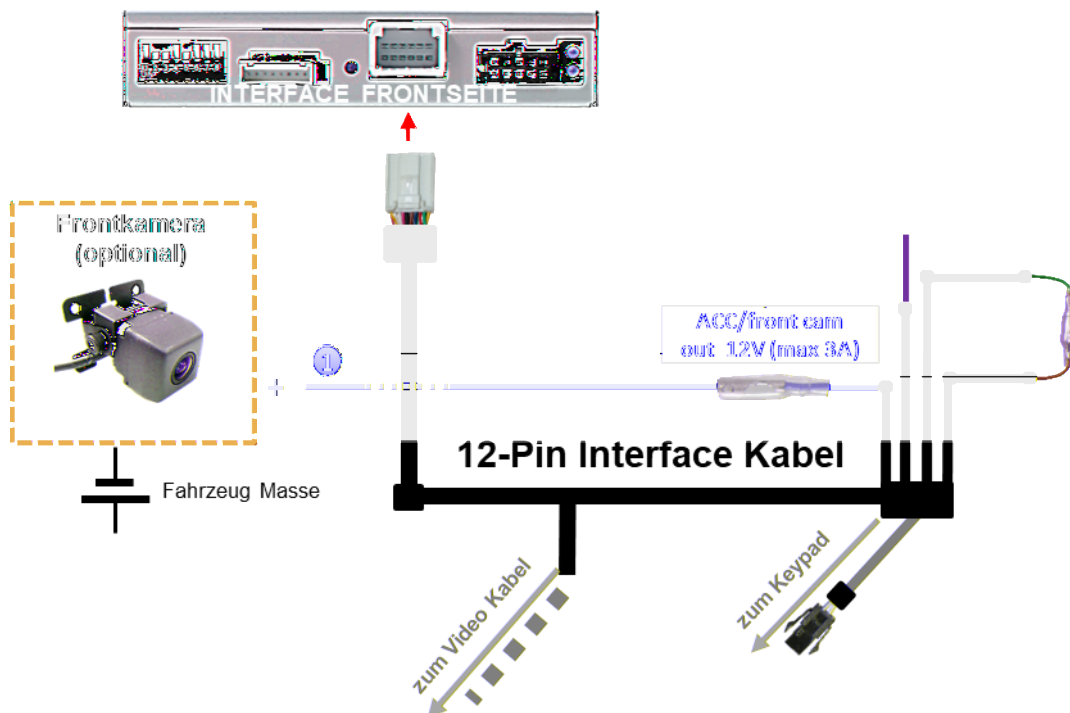 INTERFACE FRONTSEITE
Frontkamera
(optional)
ACC/front cam
out 12V (max 3A)
1
+
12-Pin Interface Kabel
Fahrzeug Masse
zum Video Kabel
zum Keypad